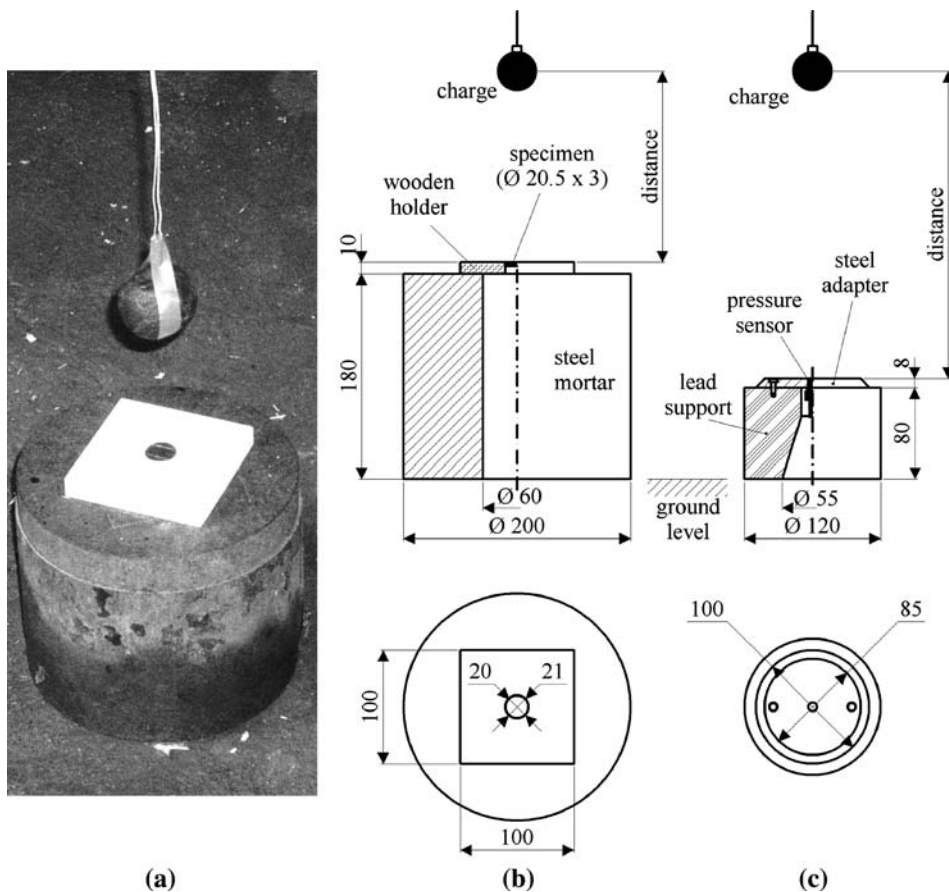 charge
specimen
(Ø 20.5 x 3)
wooden
holder
distance
10
180
steel
mortar
Ø 60
Ø 200
ground
level
100
20
21
100
charge
distance
steel
adapter
pressure
sensor
lead
support
8
80
Ø 55
Ø 120
100
85
(a)
(b)
(c)